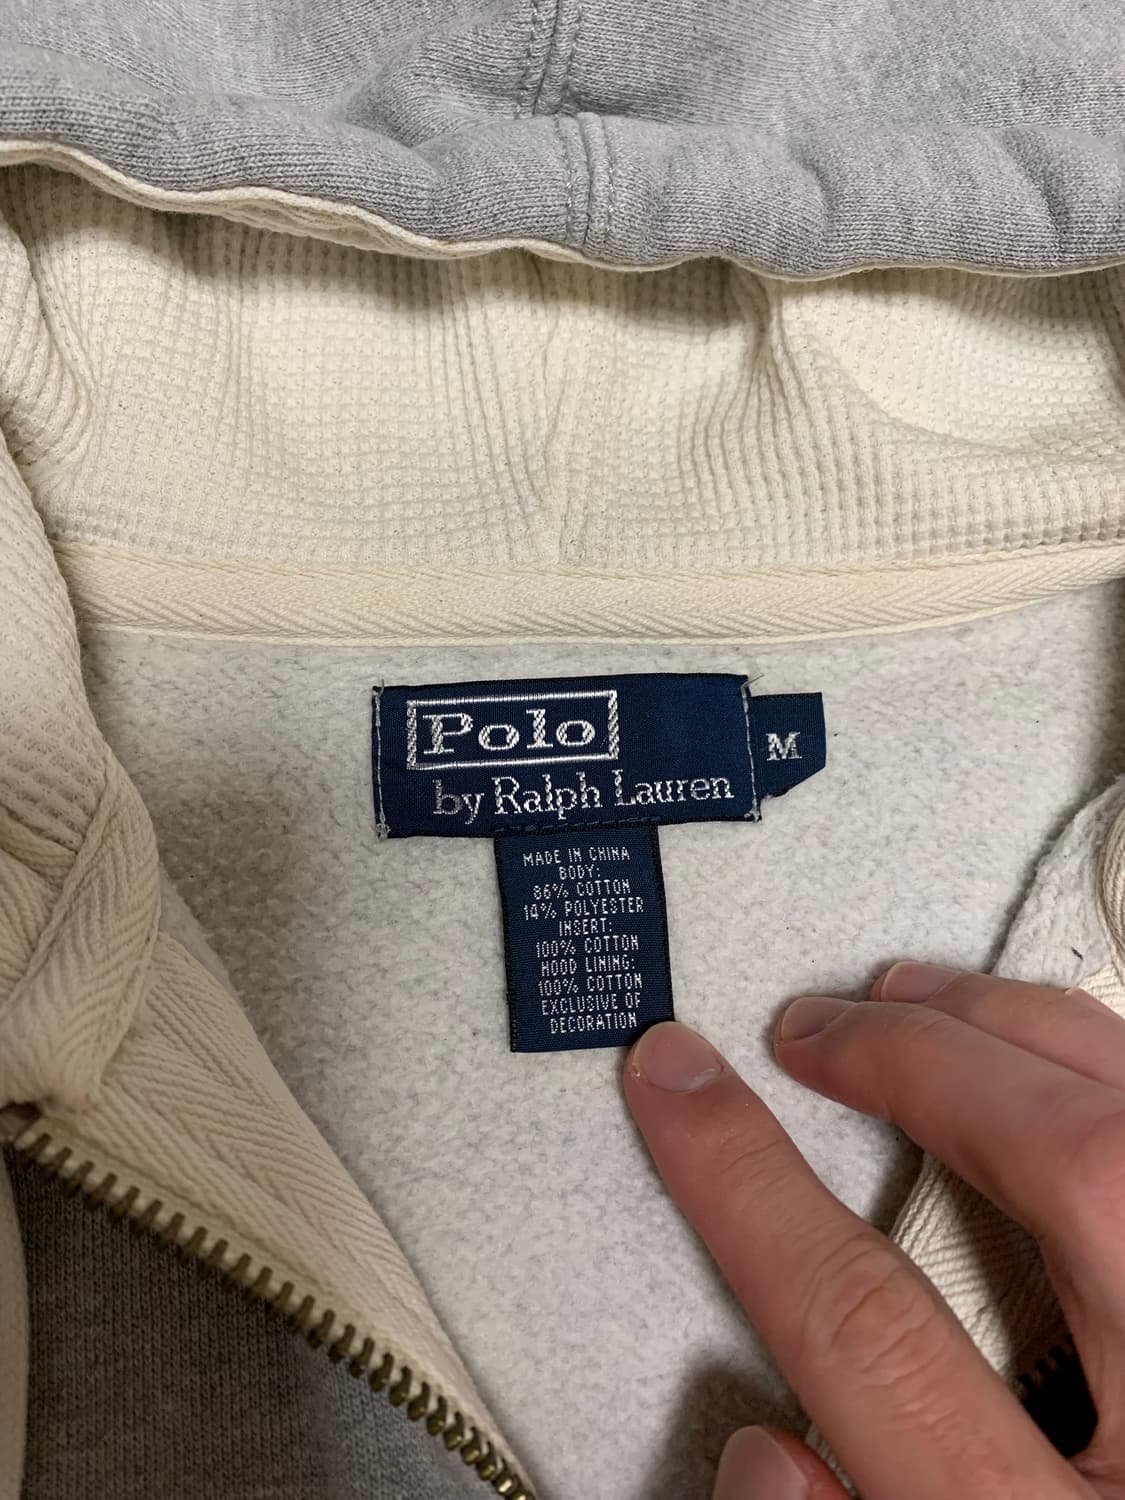 Polo
by Ralph Lauren
M
MADE IN CHINA
BODY:
86% COTTON
14% POLYESTER
INSERT:
100% COTTON
HOOD LINING:
100% COTTON
EXCLUSIVE OF
DECORATION